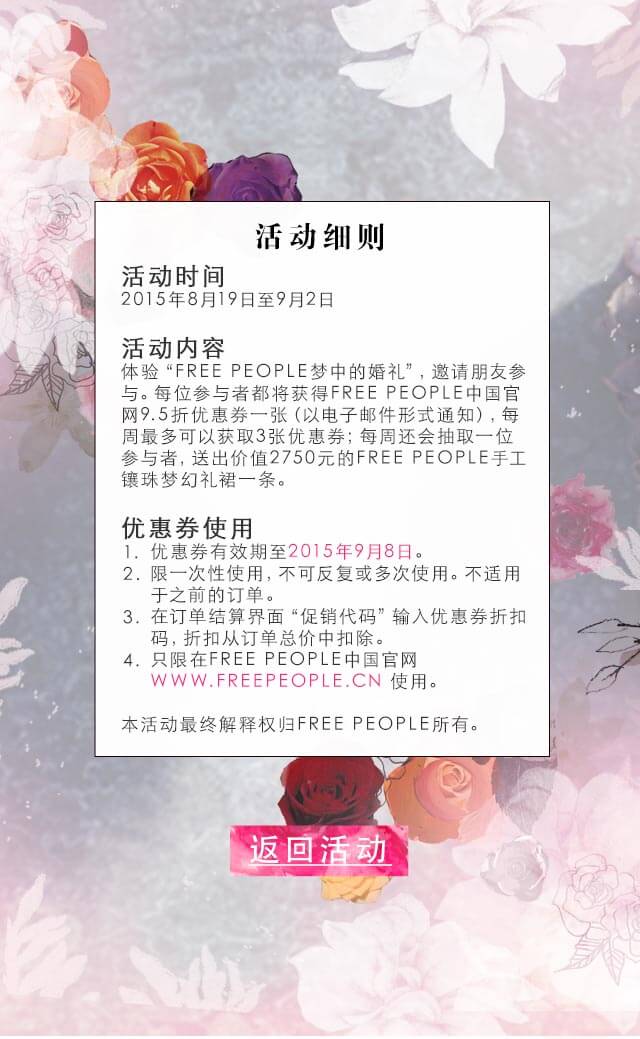 活动细则
活动时间
2015年8月19日至9月2日
活动内容
体验“FREE PEOPLE梦中的婚礼”, 邀请朋友参
与。每位参与者都将获得FREE PEOPLE中国官
网9.5折优惠券一张 (以电子邮件形式通知), 每
周最多可以获取3张优惠券; 每周还会抽取一位
参与者, 送出价值2750元的FREE PEOPLE手工
镶珠梦幻礼裙一条。
优惠券使用
1. 优惠券有效期至2015年9月8日。
2. 限一次性使用, 不可反复或多次使用。不适用
于之前的订单。
3. 在订单结算界面“促销代码”输入优惠券折扣
码, 折扣从订单总价中扣除。
4. 只限在FREE PEOPLE中国官网
WWW.FREEPEOPLE.CN 使用。
本活动最终解释权归FREE PEOPLE所有。
返回活动